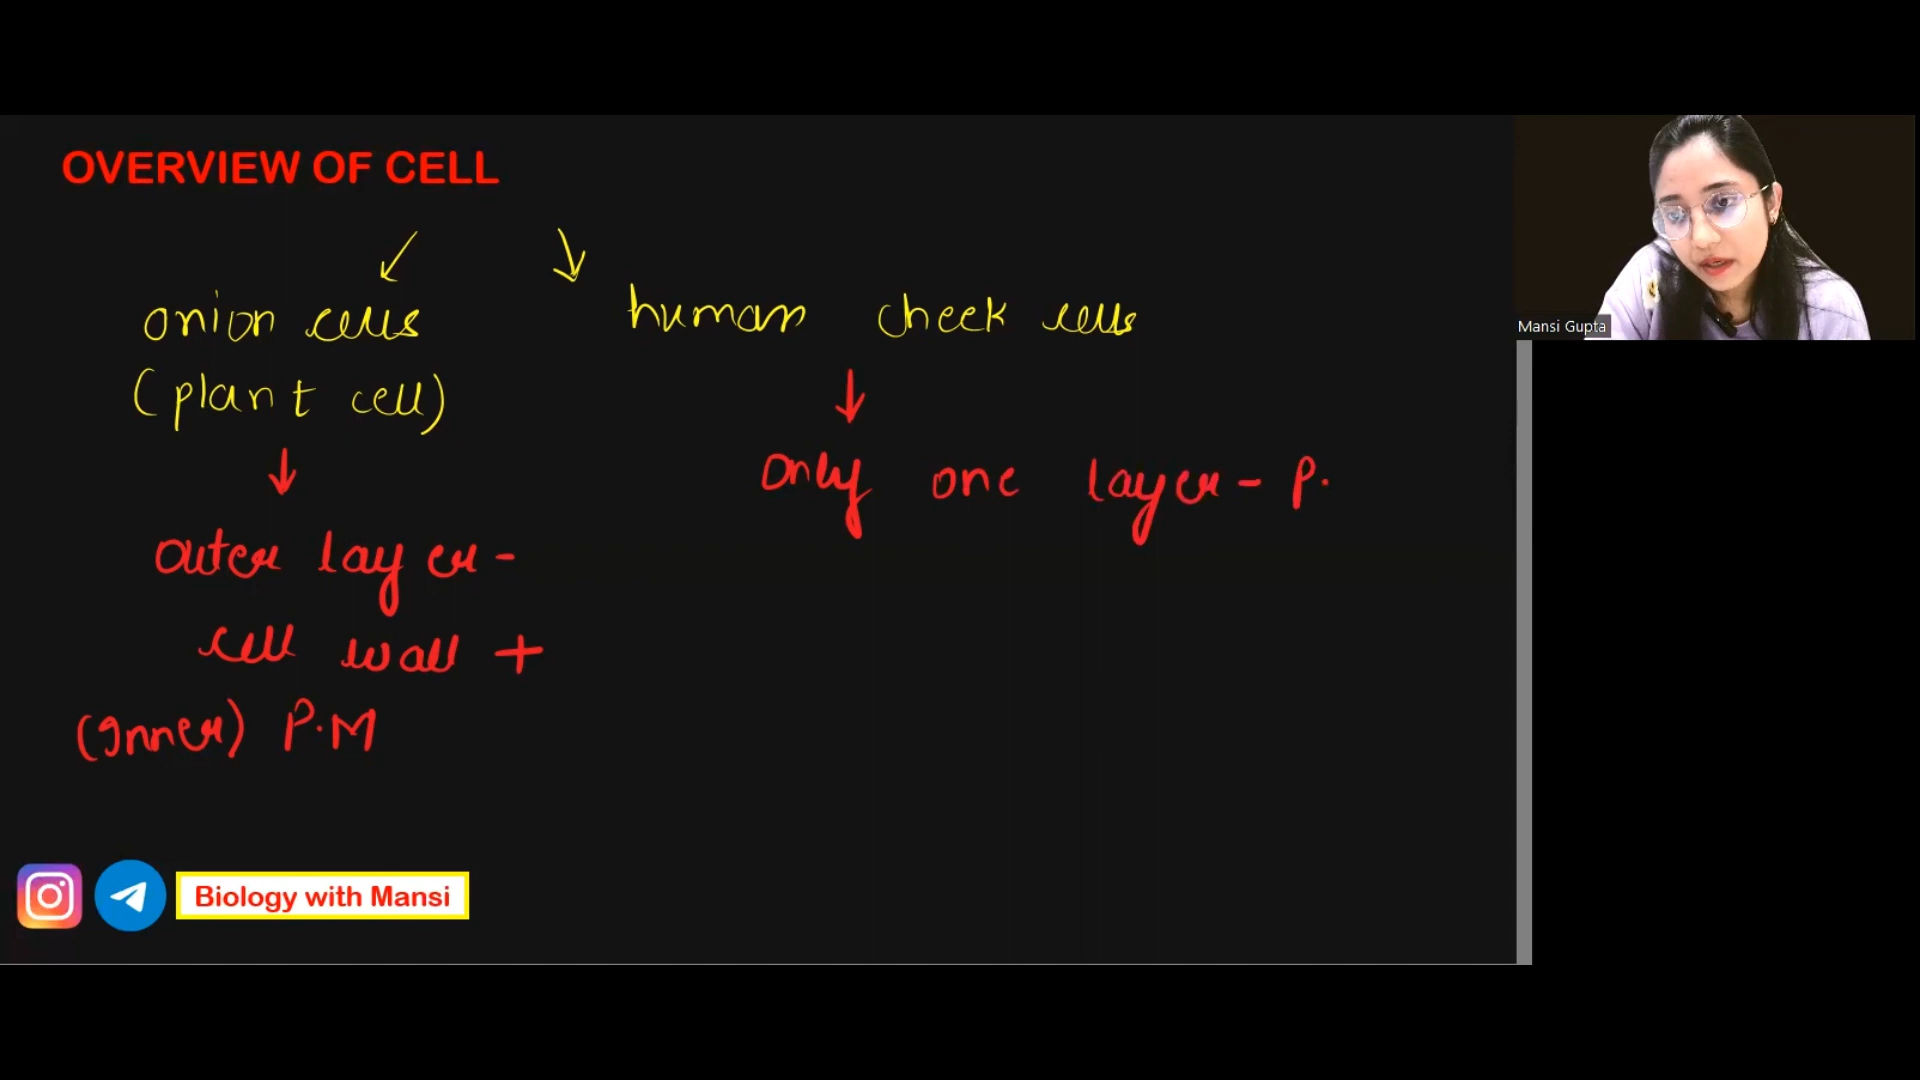 OVERVIEW OF CELL
onion cells
(plant cell)
outer layer -
cell wall +
(Inner) P.M
human cheek cells
only one layer - P.
Mansi Gupta
Biology with Mansi